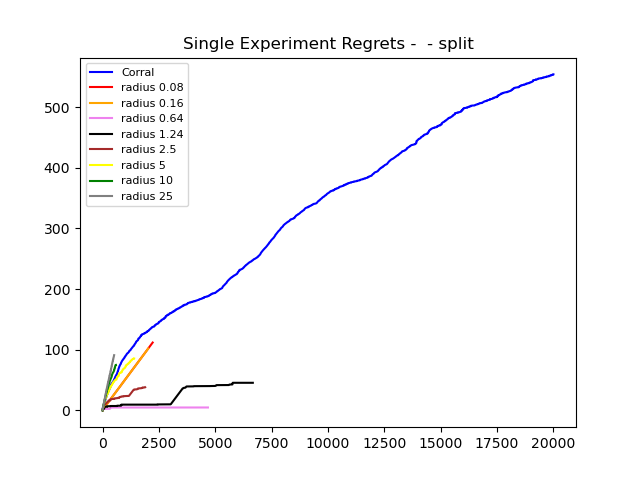 Single Experiment Regrets -  - split
Corral
radius 0.08
radius 0.16
radius 0.64
radius 1.24
radius 2.5
radius 5
radius 10
radius 25
500
400
300
200
100
0
0 2500 5000 7500 10000 12500 15000 17500 20000